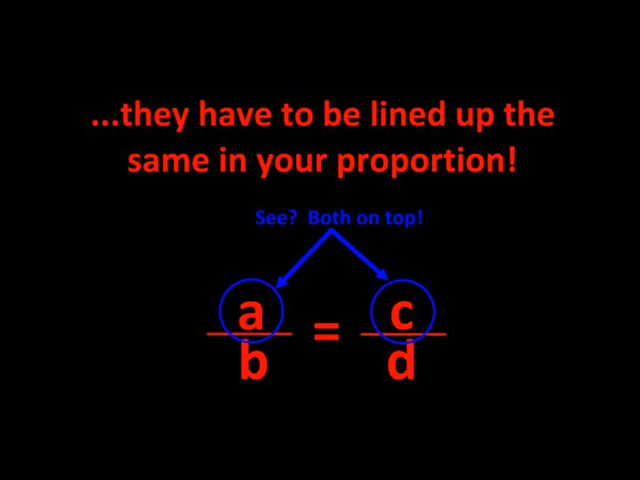 ...they have to be lined up the
same in your proportion!
See? Both on top!
a = c
b d